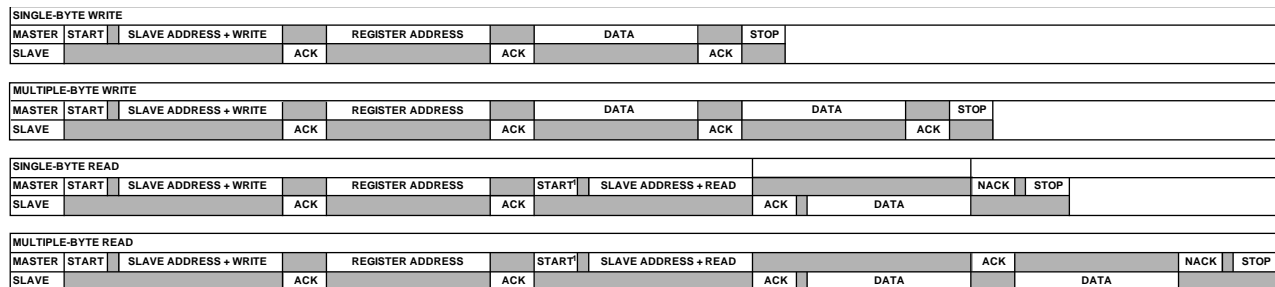 SINGLE-BYTE WRITE
MASTER START SLAVE ADDRESS + WRITE REGISTER ADDRESS DATA STOP
SLAVE ACK ACK ACK
MULTIPLE-BYTE WRITE
MASTER START SLAVE ADDRESS + WRITE REGISTER ADDRESS DATA DATA STOP
SLAVE ACK ACK ACK ACK
SINGLE-BYTE READ
MASTER START SLAVE ADDRESS + WRITE REGISTER ADDRESS START1 SLAVE ADDRESS + READ NACK STOP
SLAVE ACK ACK ACK DATA
MULTIPLE-BYTE READ
MASTER START SLAVE ADDRESS + WRITE REGISTER ADDRESS START1 SLAVE ADDRESS + READ ACK NACK STOP
SLAVE ACK ACK ACK DATA DATA